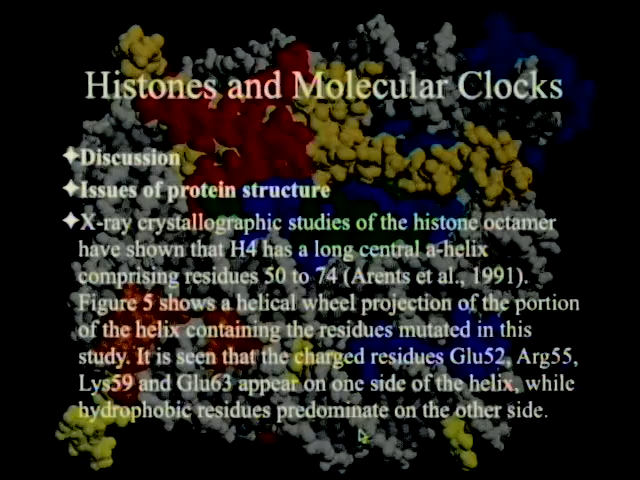 Histones and Molecular Clocks
✦Discussion
✦Issues of protein structure
✦X-ray crystallographic studies of the histone octamer
have shown that H4 has a long central a-helix
comprising residues 50 to 74 (Arents et al., 1991).
Figure 5 shows a helical wheel projection of the portion
of the helix containing the residues mutated in this
study. It is seen that the charged residues Glu52, Arg55,
Lys59 and Glu63 appear on one side of the helix, while
hydrophobic residues predominate on the other side.